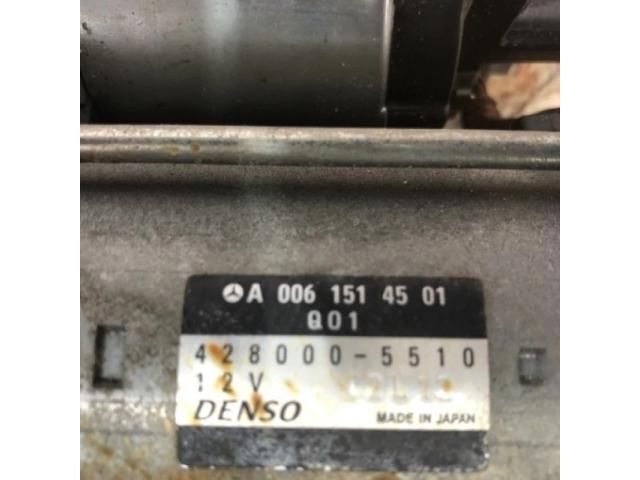 A 006 151 45 01
Q01
428000-5510
12V
DENSO MADE IN JAPAN